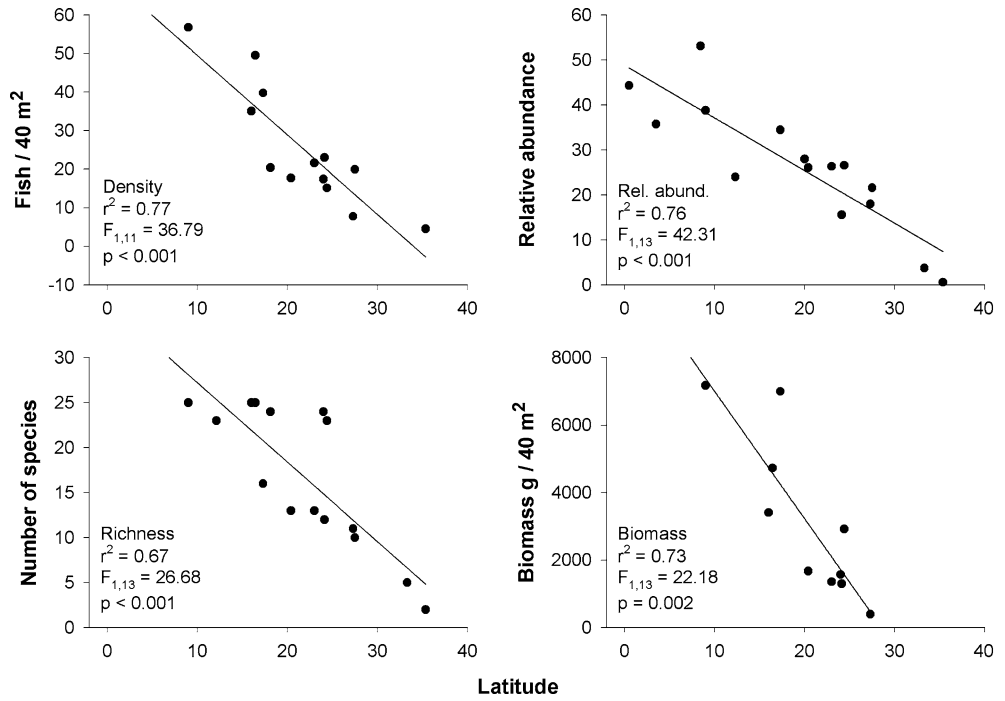 60
50
40
30
20
10
0
-10
Fish / 40 m²
Density
r² = 0.77
F₁,₁₁ = 36.79
p < 0.001
0 10 20 30 40
60
50
40
30
20
10
0
Relative abundance
Rel. abund.
r² = 0.76
F₁,₁₃ = 42.31
p < 0.001
0 10 20 30 40
30
25
20
15
10
5
0
Number of species
Richness
r² = 0.67
F₁,₁₃ = 26.68
p < 0.001
0 10 20 30 40
8000
6000
4000
2000
0
Biomass g / 40 m²
Biomass
r² = 0.73
F₁,₁₃ = 22.18
p = 0.002
0 10 20 30 40
Latitude